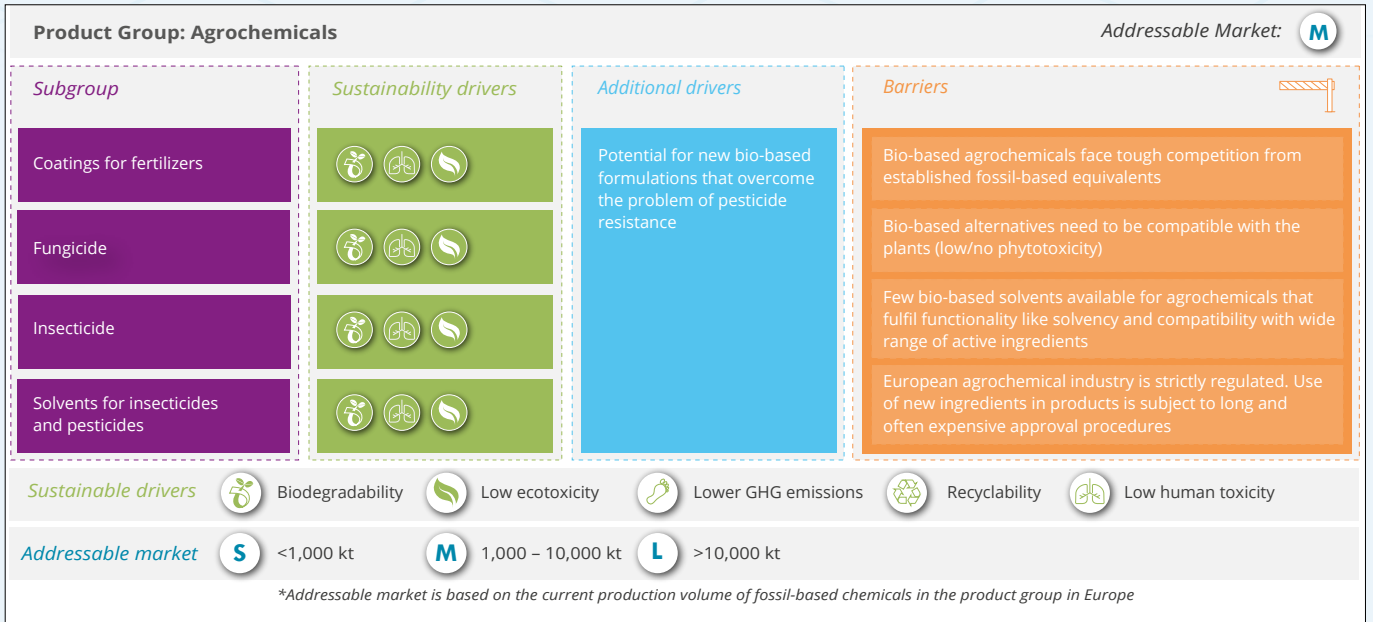 Product Group: Agrochemicals
Addressable Market: M
Subgroup
Sustainability drivers
Additional drivers
Barriers
Coatings for fertilizers
Fungicide
Insecticide
Solvents for insecticides
and pesticides
Potential for new bio-based
formulations that overcome
the problem of pesticide
resistance
Bio-based agrochemicals face tough competition from
established fossil-based equivalents
Bio-based alternatives need to be compatible with the
plants (low/no phytotoxicity)
Few bio-based solvents available for agrochemicals that
fulfil functionality like solvency and compatibility with wide
range of active ingredients
European agrochemical industry is strictly regulated. Use
of new ingredients in products is subject to long and
often expensive approval procedures
Sustainable drivers Biodegradability Low ecotoxicity Lower GHG emissions Recyclability Low human toxicity
Addressable market S <1,000 kt M 1,000 – 10,000 kt L >10,000 kt
*Addressable market is based on the current production volume of fossil-based chemicals in the product group in Europe